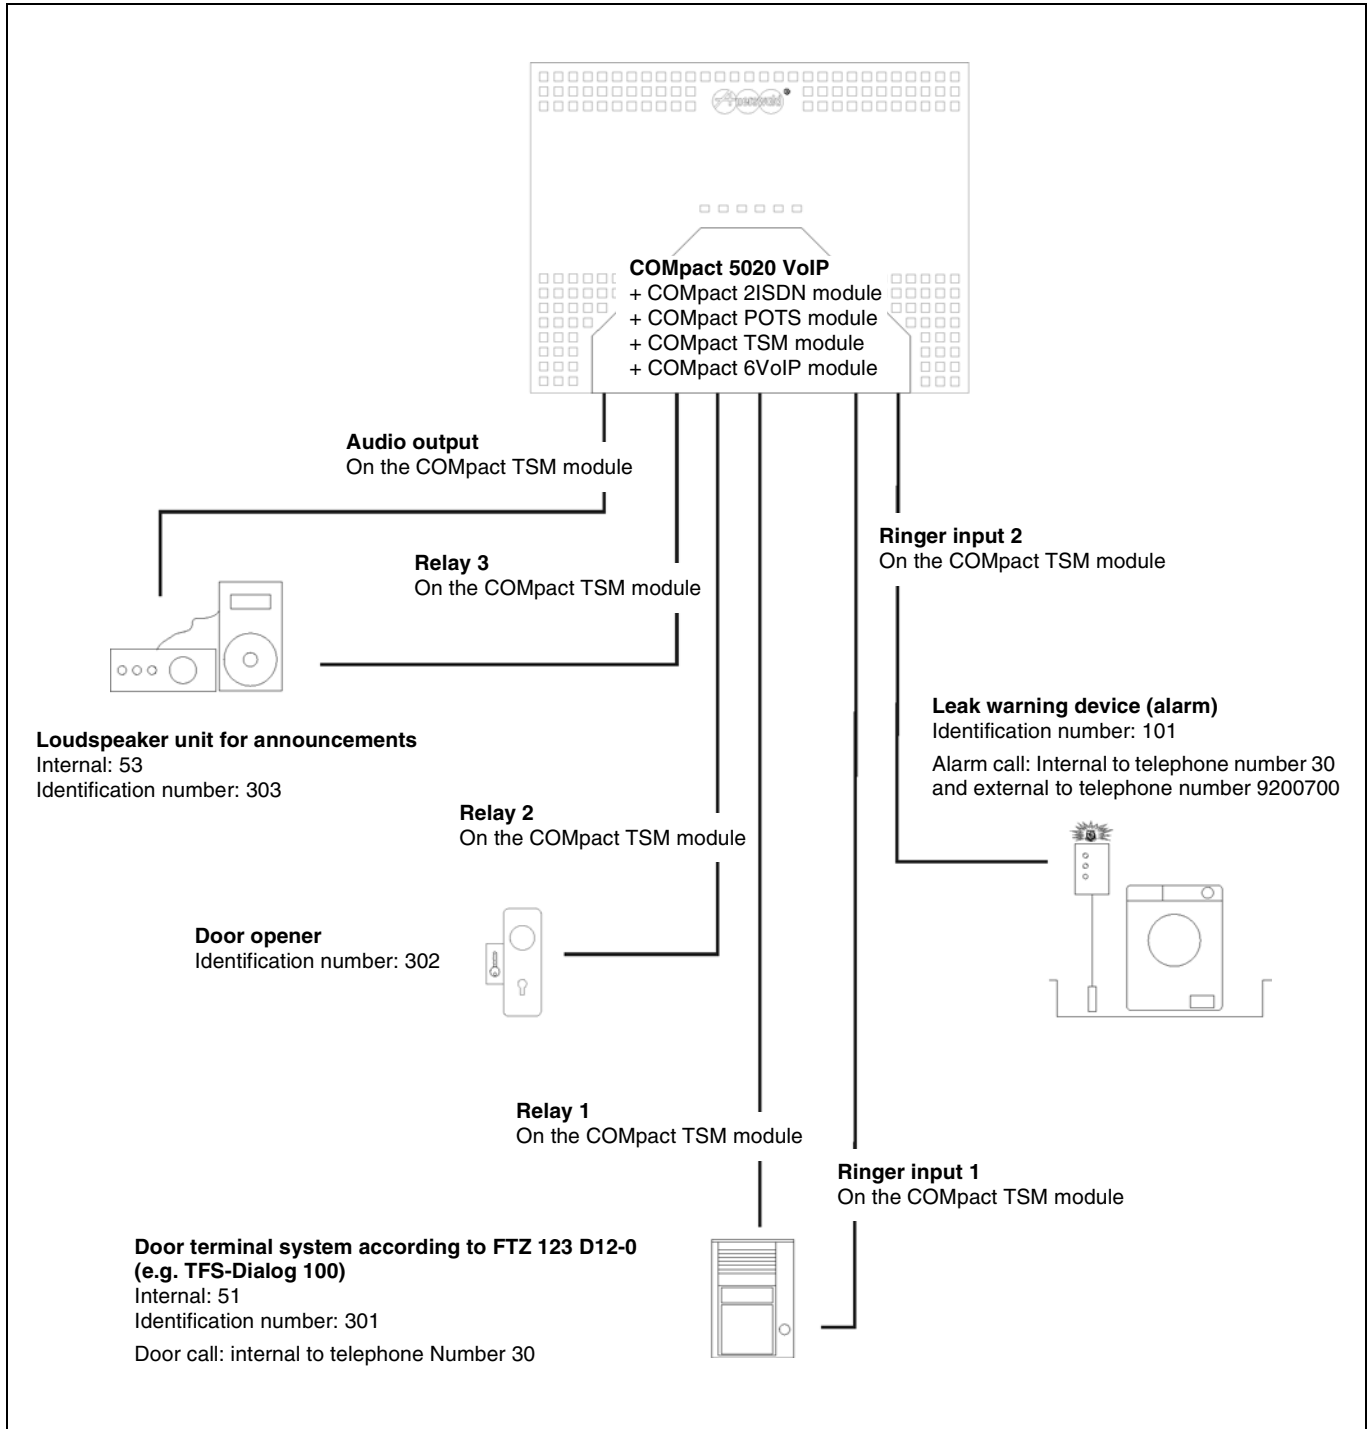 Auerswald®
COMpact 5020 VoIP
+ COMpact 2ISDN module
+ COMpact POTS module
+ COMpact TSM module
+ COMpact 6VoIP module
Audio output
On the COMpact TSM module
Ringer input 2
On the COMpact TSM module
Relay 3
On the COMpact TSM module
Leak warning device (alarm)
Identification number: 101
Alarm call: Internal to telephone number 30
and external to telephone number 9200700
Loudspeaker unit for announcements
Internal: 53
Identification number: 303
Relay 2
On the COMpact TSM module
Door opener
Identification number: 302
Relay 1
On the COMpact TSM module
Ringer input 1
On the COMpact TSM module
Door terminal system according to FTZ 123 D12-0
(e.g. TFS-Dialog 100)
Internal: 51
Identification number: 301
Door call: internal to telephone Number 30